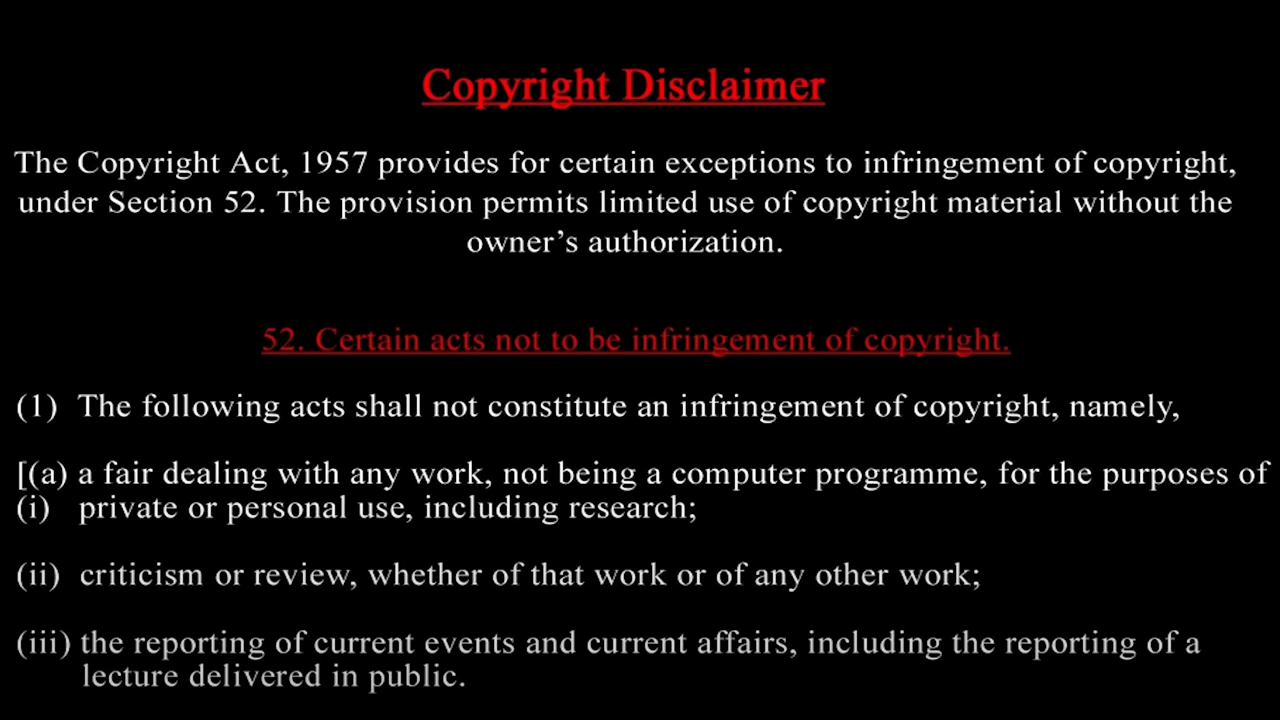 Copyright Disclaimer
The Copyright Act, 1957 provides for certain exceptions to infringement of copyright,
under Section 52. The provision permits limited use of copyright material without the
owner’s authorization.
52. Certain acts not to be infringement of copyright.
(1) The following acts shall not constitute an infringement of copyright, namely,
[(a) a fair dealing with any work, not being a computer programme, for the purposes of
(i) private or personal use, including research;
(ii) criticism or review, whether of that work or of any other work;
(iii) the reporting of current events and current affairs, including the reporting of a
lecture delivered in public.